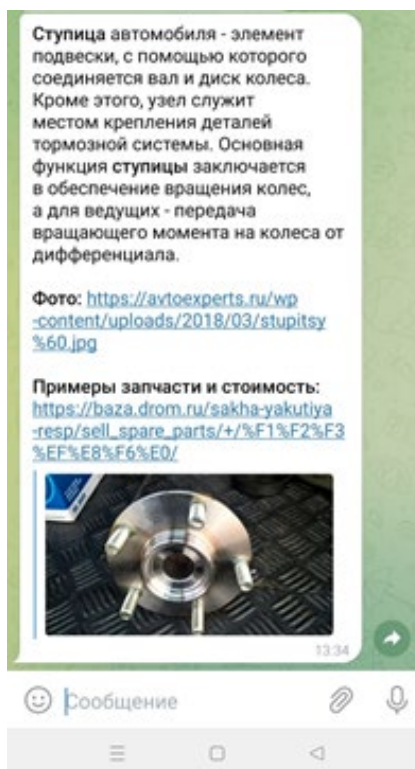 Ступица автомобиля - элемент
подвески, с помощью которого
соединяется вал и диск колеса.
Кроме этого, узел служит
местом крепления деталей
тормозной системы. Основная
функция ступицы заключается
в обеспечение вращения колес,
а для ведущих - передача
вращающего момента на колеса от
дифференциала.
Фото: https://avtoexperts.ru/wp
-content/uploads/2018/03/stupitsy
%60.jpg
Примеры запчасти и стоимость:
https://baza.drom.ru/sakha-yakutiya
-resp/sell_spare_parts/+/%F1%F2%F3
%EF%E8%F6%E0/
13:34
Сообщение